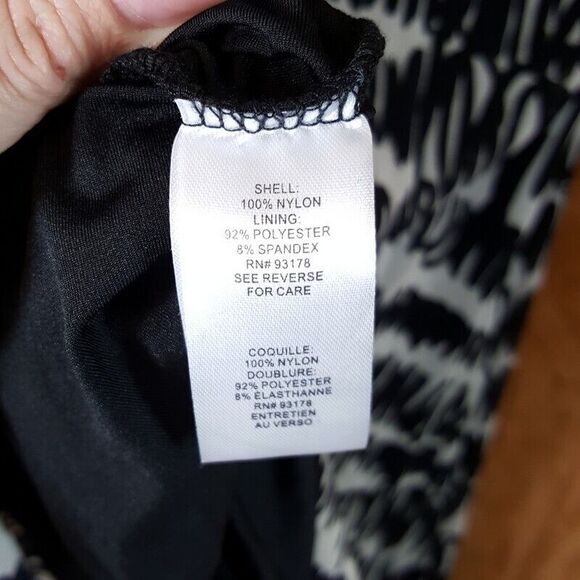 SHELL:
100% NYLON
LINING:
92% POLYESTER
8% SPANDEX
RN# 93178
SEE REVERSE
FOR CARE
COQUILLE:
100% NYLON
DOUBLURE:
92% POLYESTER
8% ÉLASTHANNE
RN# 93178
ENTRETIEN
AU VERSO